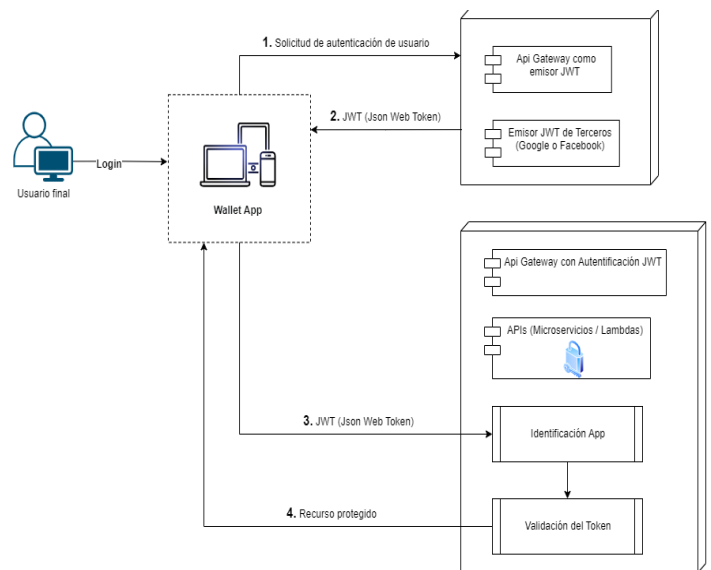 1. Solicitud de autenticación de usuario
Api Gateway como
emisor JWT
2. JWT (Json Web Token)
Emisor JWT de Terceros
(Google o Facebook)
Login
Usuario final
Wallet App
Api Gateway con Autentificación JWT
APIs (Microservicios / Lambdas)
3. JWT (Json Web Token)
Identificación App
4. Recurso protegido
Validación del Token